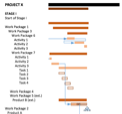 PROJECT X
STAGE I
Start of Stage I
Work Package 1
Work Package 3
Work Package 6
Activity 1
Activity 2
Activity 3
Work Package 7
Activity 1
Activity 2
Activity 3
Task 1
Task 2
Task 3
Task 4
Task 5
Work Package 4
Work Package 5 (ext.)
Product B (ext.)
Work Package 2
Product A